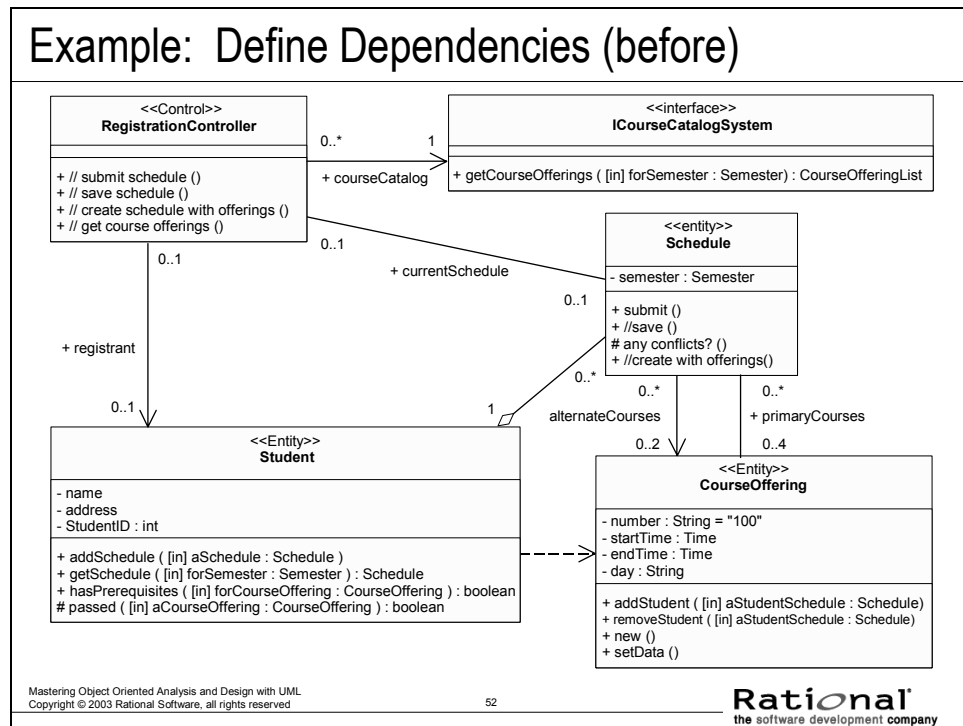 Example: Define Dependencies (before)
<<Control>>
RegistrationController
+ // submit schedule ()
+ // save schedule ()
+ // create schedule with offerings ()
+ // get course offerings ()
0..*
1
+ courseCatalog
<<interface>>
ICourseCatalogSystem
+ getCourseOfferings ( [in] forSemester : Semester) : CourseOfferingList
0..1
0..1
+ currentSchedule
0..1
<<entity>>
Schedule
- semester : Semester
+ submit ()
+ //save ()
# any conflicts? ()
+ //create with offerings()
+ registrant
0..1
1
0..*
0..*
0..*
alternateCourses
+ primaryCourses
0..2
0..4
<<Entity>>
Student
- name
- address
- StudentID : int
+ addSchedule ( [in] aSchedule : Schedule )
+ getSchedule ( [in] forSemester : Semester ) : Schedule
+ hasPrerequisites ( [in] forCourseOffering : CourseOffering ) : boolean
# passed ( [in] aCourseOffering : CourseOffering ) : boolean
<<Entity>>
CourseOffering
- number : String = "100"
- startTime : Time
- endTime : Time
- day : String
+ addStudent ( [in] aStudentSchedule : Schedule)
+ removeStudent ( [in] aStudentSchedule : Schedule)
+ new ()
+ setData ()
Mastering Object Oriented Analysis and Design with UML
Copyright © 2003 Rational Software, all rights reserved
52
Rational
the software development company